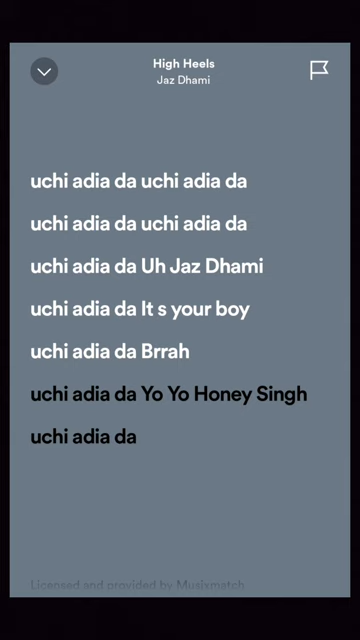 High Heels
Jaz Dhami
uchi adia da uchi adia da
uchi adia da uchi adia da
uchi adia da Uh Jaz Dhami
uchi adia da It s your boy
uchi adia da Brrah
uchi adia da Yo Yo Honey Singh
uchi adia da
Licensed and provided by Musixmatch